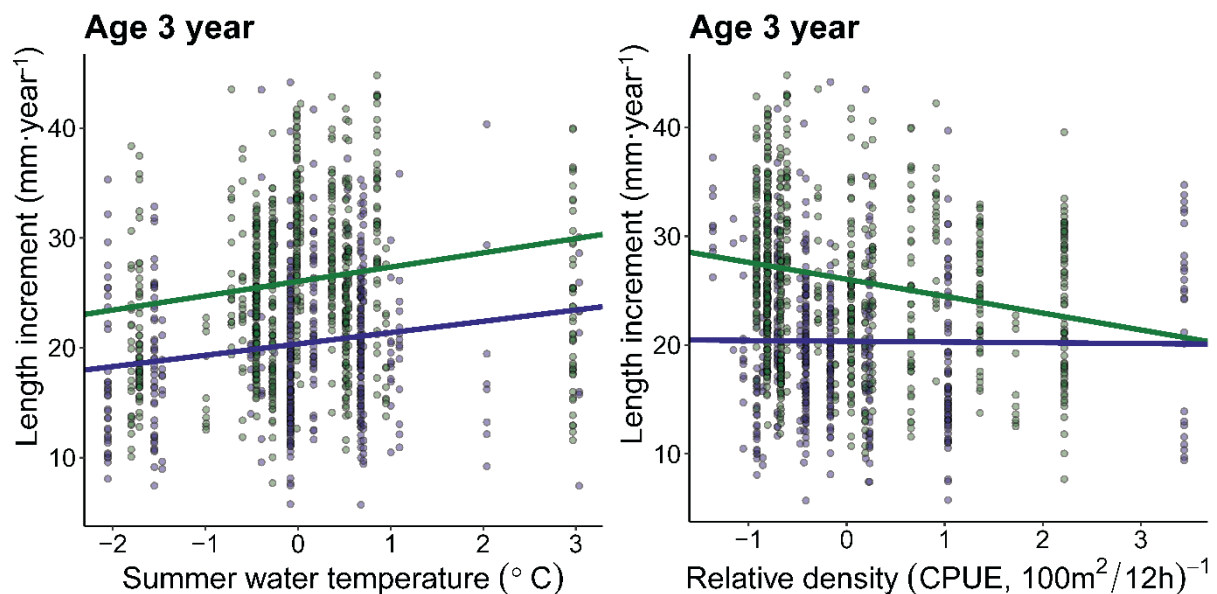 Age 3 year
Length increment (mm·year⁻¹)
40
30
20
10
−2 −1 0 1 2 3
Summer water temperature (° C)
Age 3 year
Length increment (mm·year⁻¹)
40
30
20
10
−1 0 1 2 3
Relative density (CPUE, 100m²/12h)⁻¹